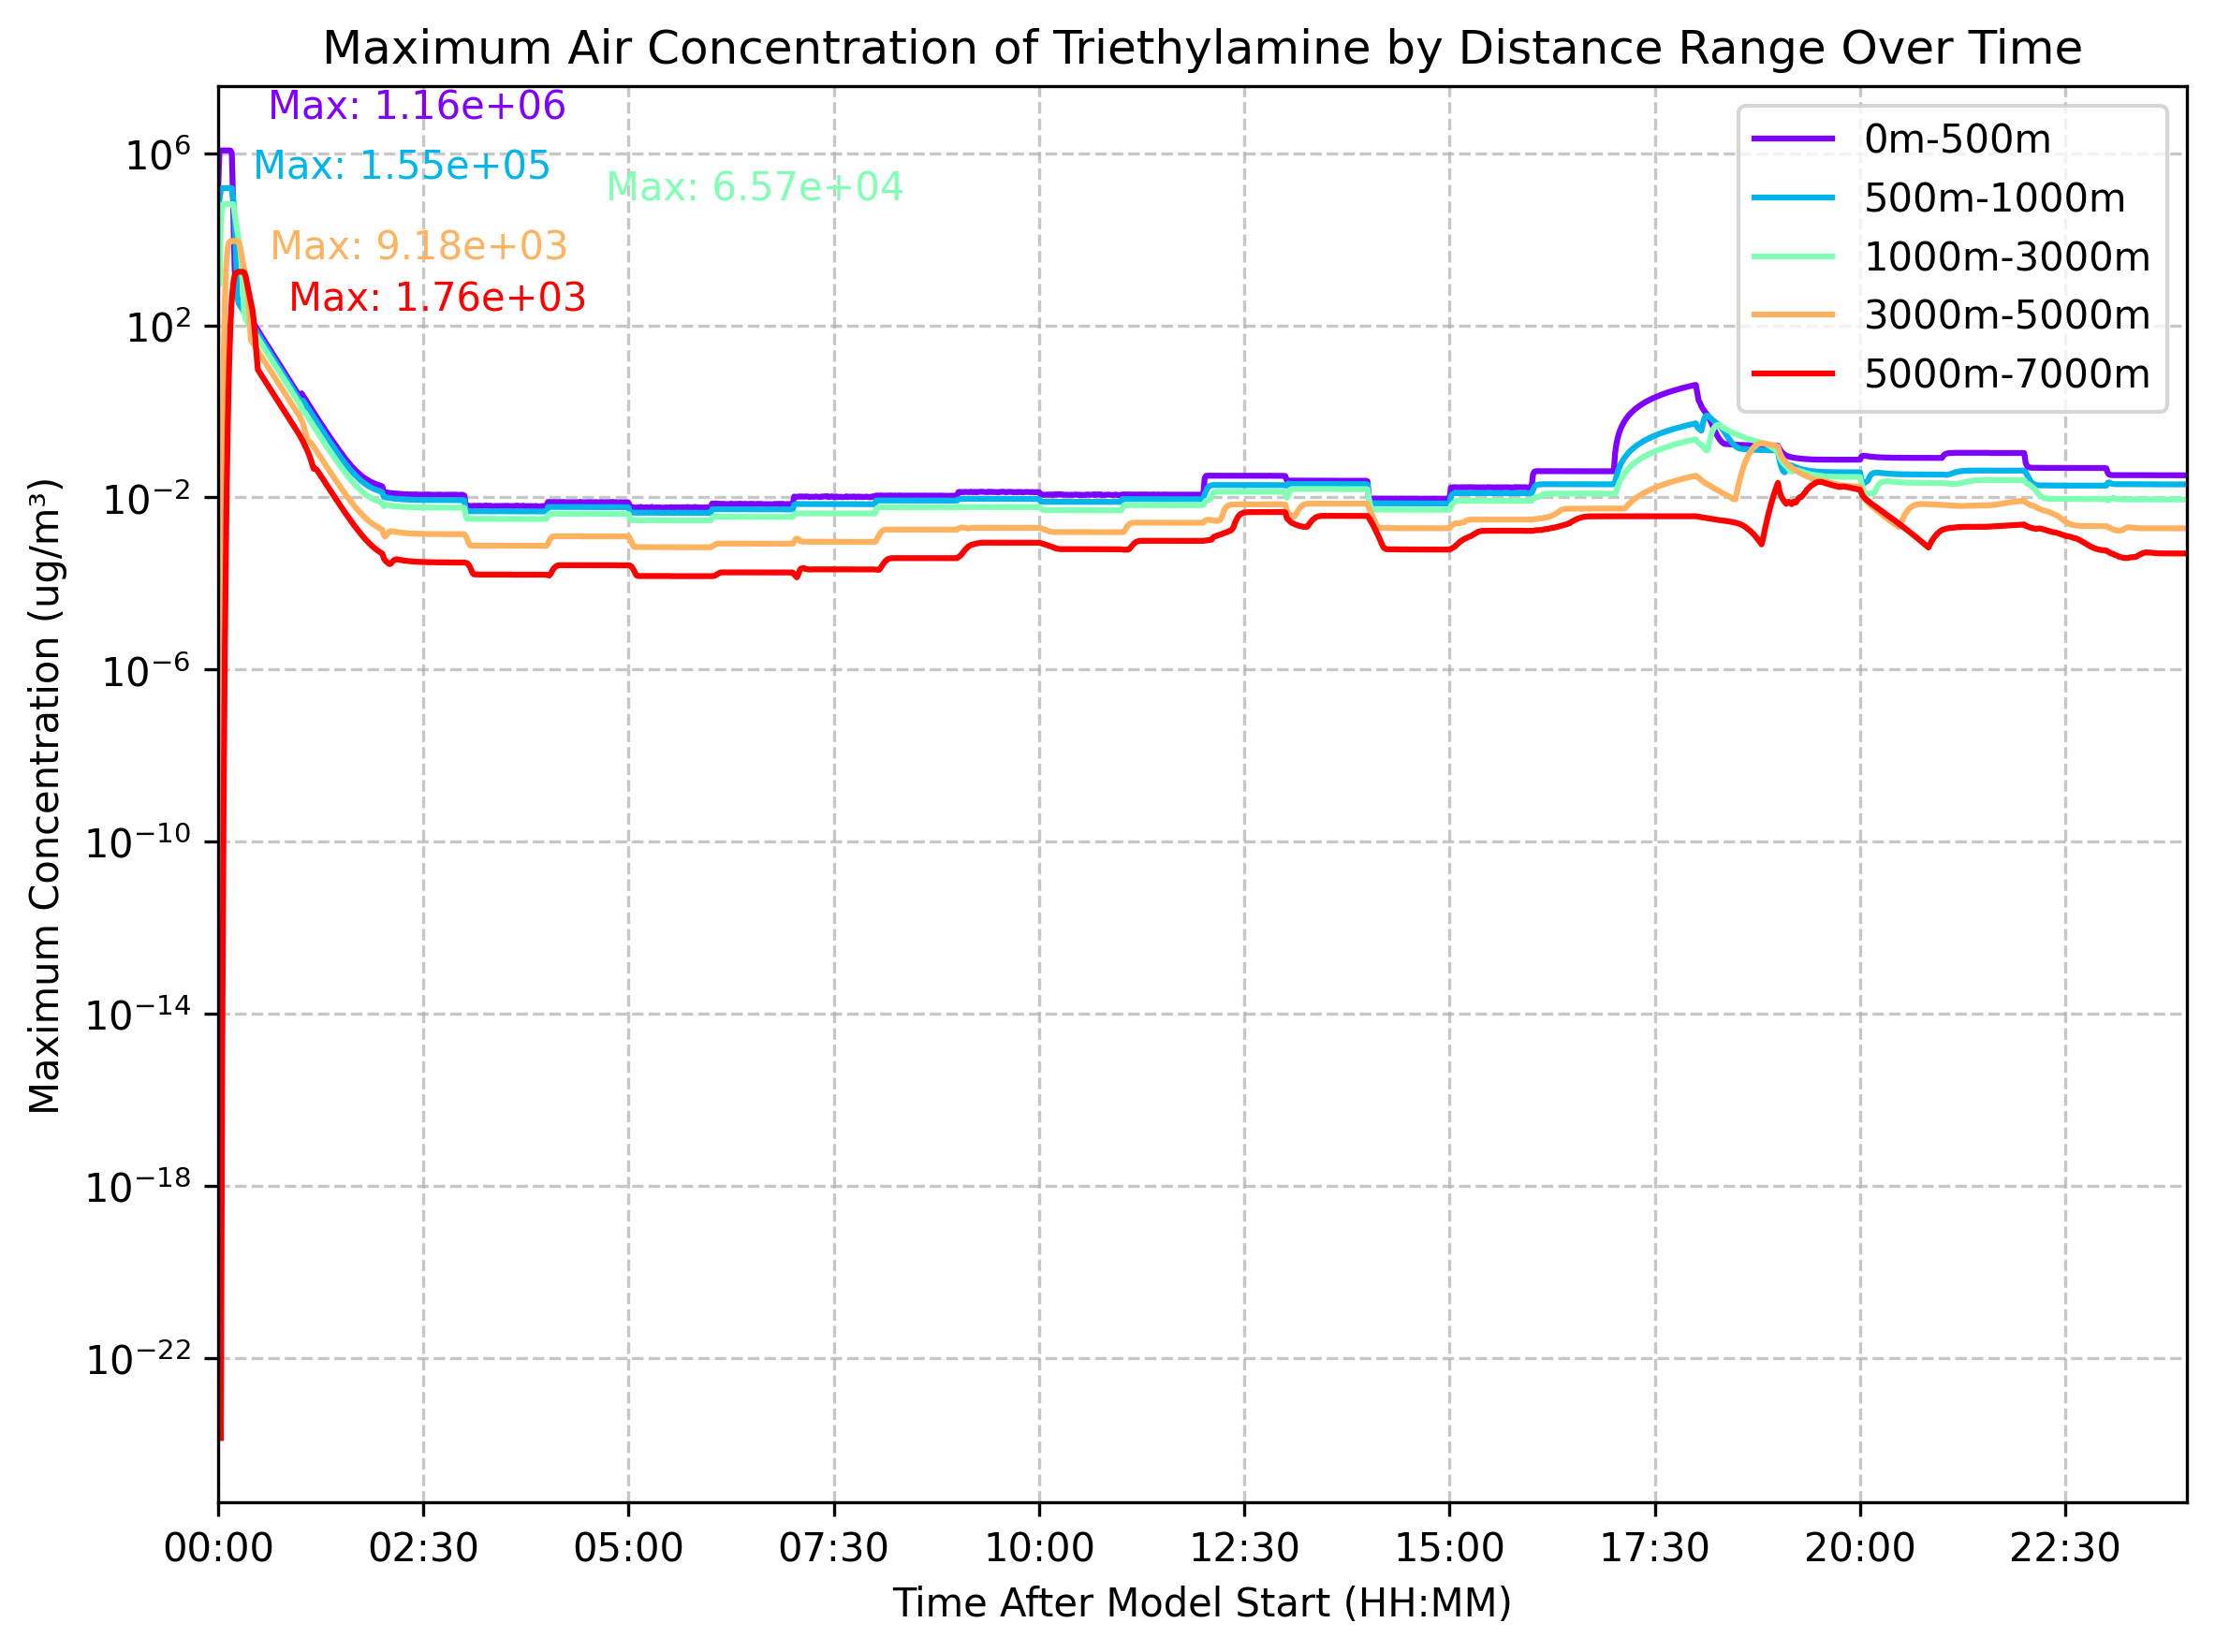 Maximum Air Concentration of Triethylamine by Distance Range Over Time
Max: 1.16e+06
Max: 1.55e+05
Max: 6.57e+04
Max: 9.18e+03
Max: 1.76e+03
0m-500m
500m-1000m
1000m-3000m
3000m-5000m
5000m-7000m
Maximum Concentration (ug/m³)
10⁶
10²
10⁻²
10⁻⁶
10⁻¹⁰
10⁻¹⁴
10⁻¹⁸
10⁻²²
00:00 02:30 05:00 07:30 10:00 12:30 15:00 17:30 20:00 22:30
Time After Model Start (HH:MM)